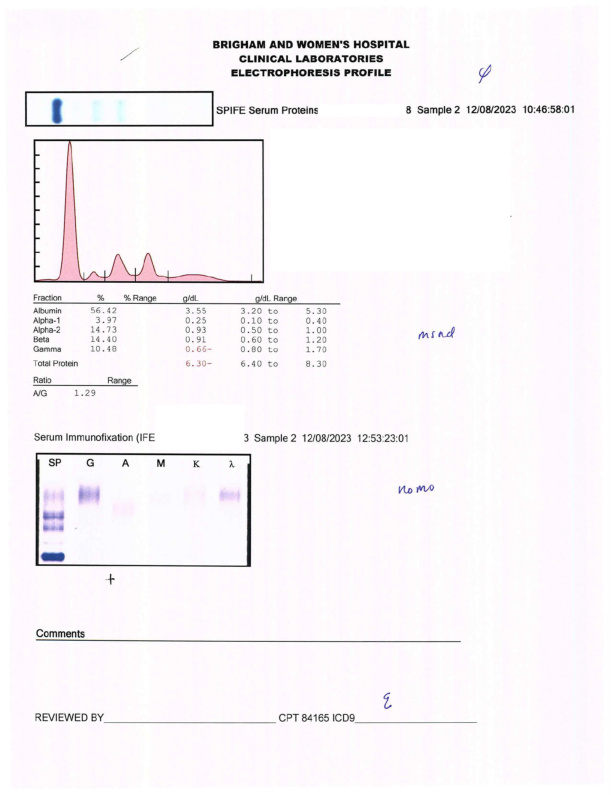 BRIGHAM AND WOMEN'S HOSPITAL
CLINICAL LABORATORIES
ELECTROPHORESIS PROFILE
φ
SPIFE Serum Proteins 8 Sample 2 12/08/2023 10:46:58:01
Fraction % % Range g/dL g/dL Range
Albumin 56.42 3.55 3.20 to 5.30
Alpha-1 3.97 0.25 0.10 to 0.40
Alpha-2 14.73 0.93 0.50 to 1.00
Beta 14.40 0.91 0.60 to 1.20
Gamma 10.48 0.66- 0.80 to 1.70
msnd
Total Protein 6.30- 6.40 to 8.30
Ratio Range
A/G 1.29
Serum Immunofixation (IFE 3 Sample 2 12/08/2023 12:53:23:01
SP G A M K λ
no mo
+
Comments
REVIEWED BY CPT 84165 ICD9